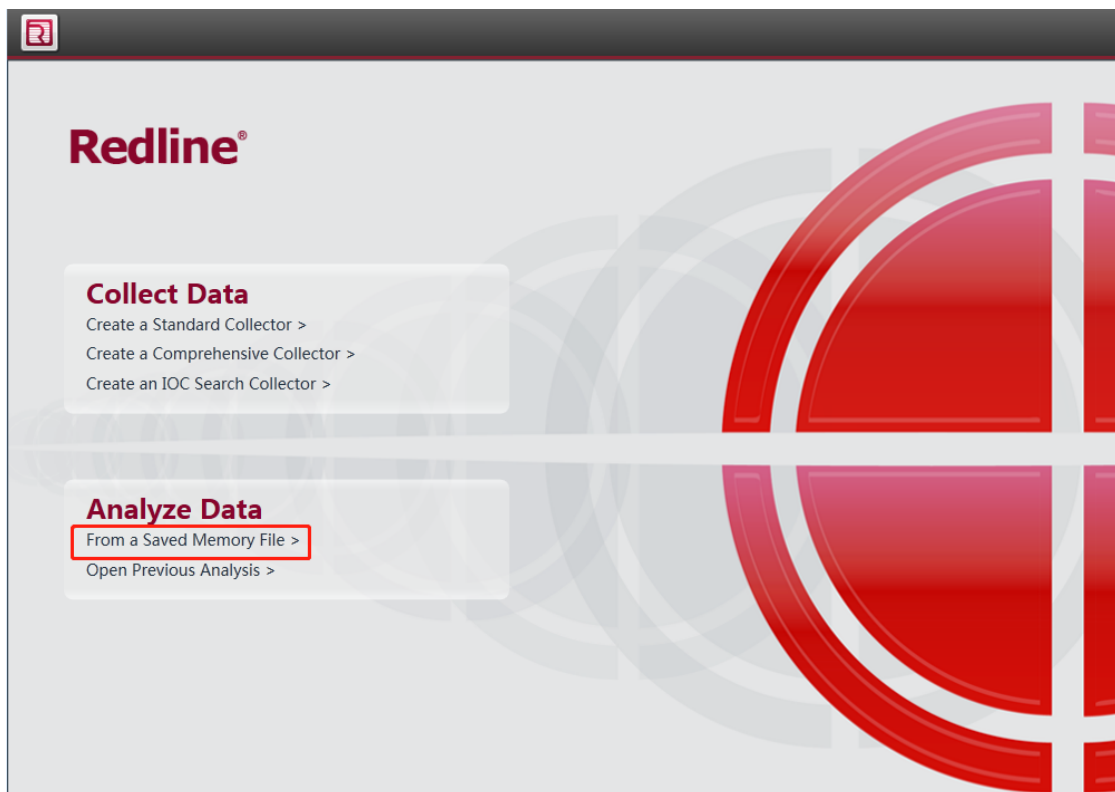 Redline®
Collect Data
Create a Standard Collector >
Create a Comprehensive Collector >
Create an IOC Search Collector >
Analyze Data
From a Saved Memory File >
Open Previous Analysis >